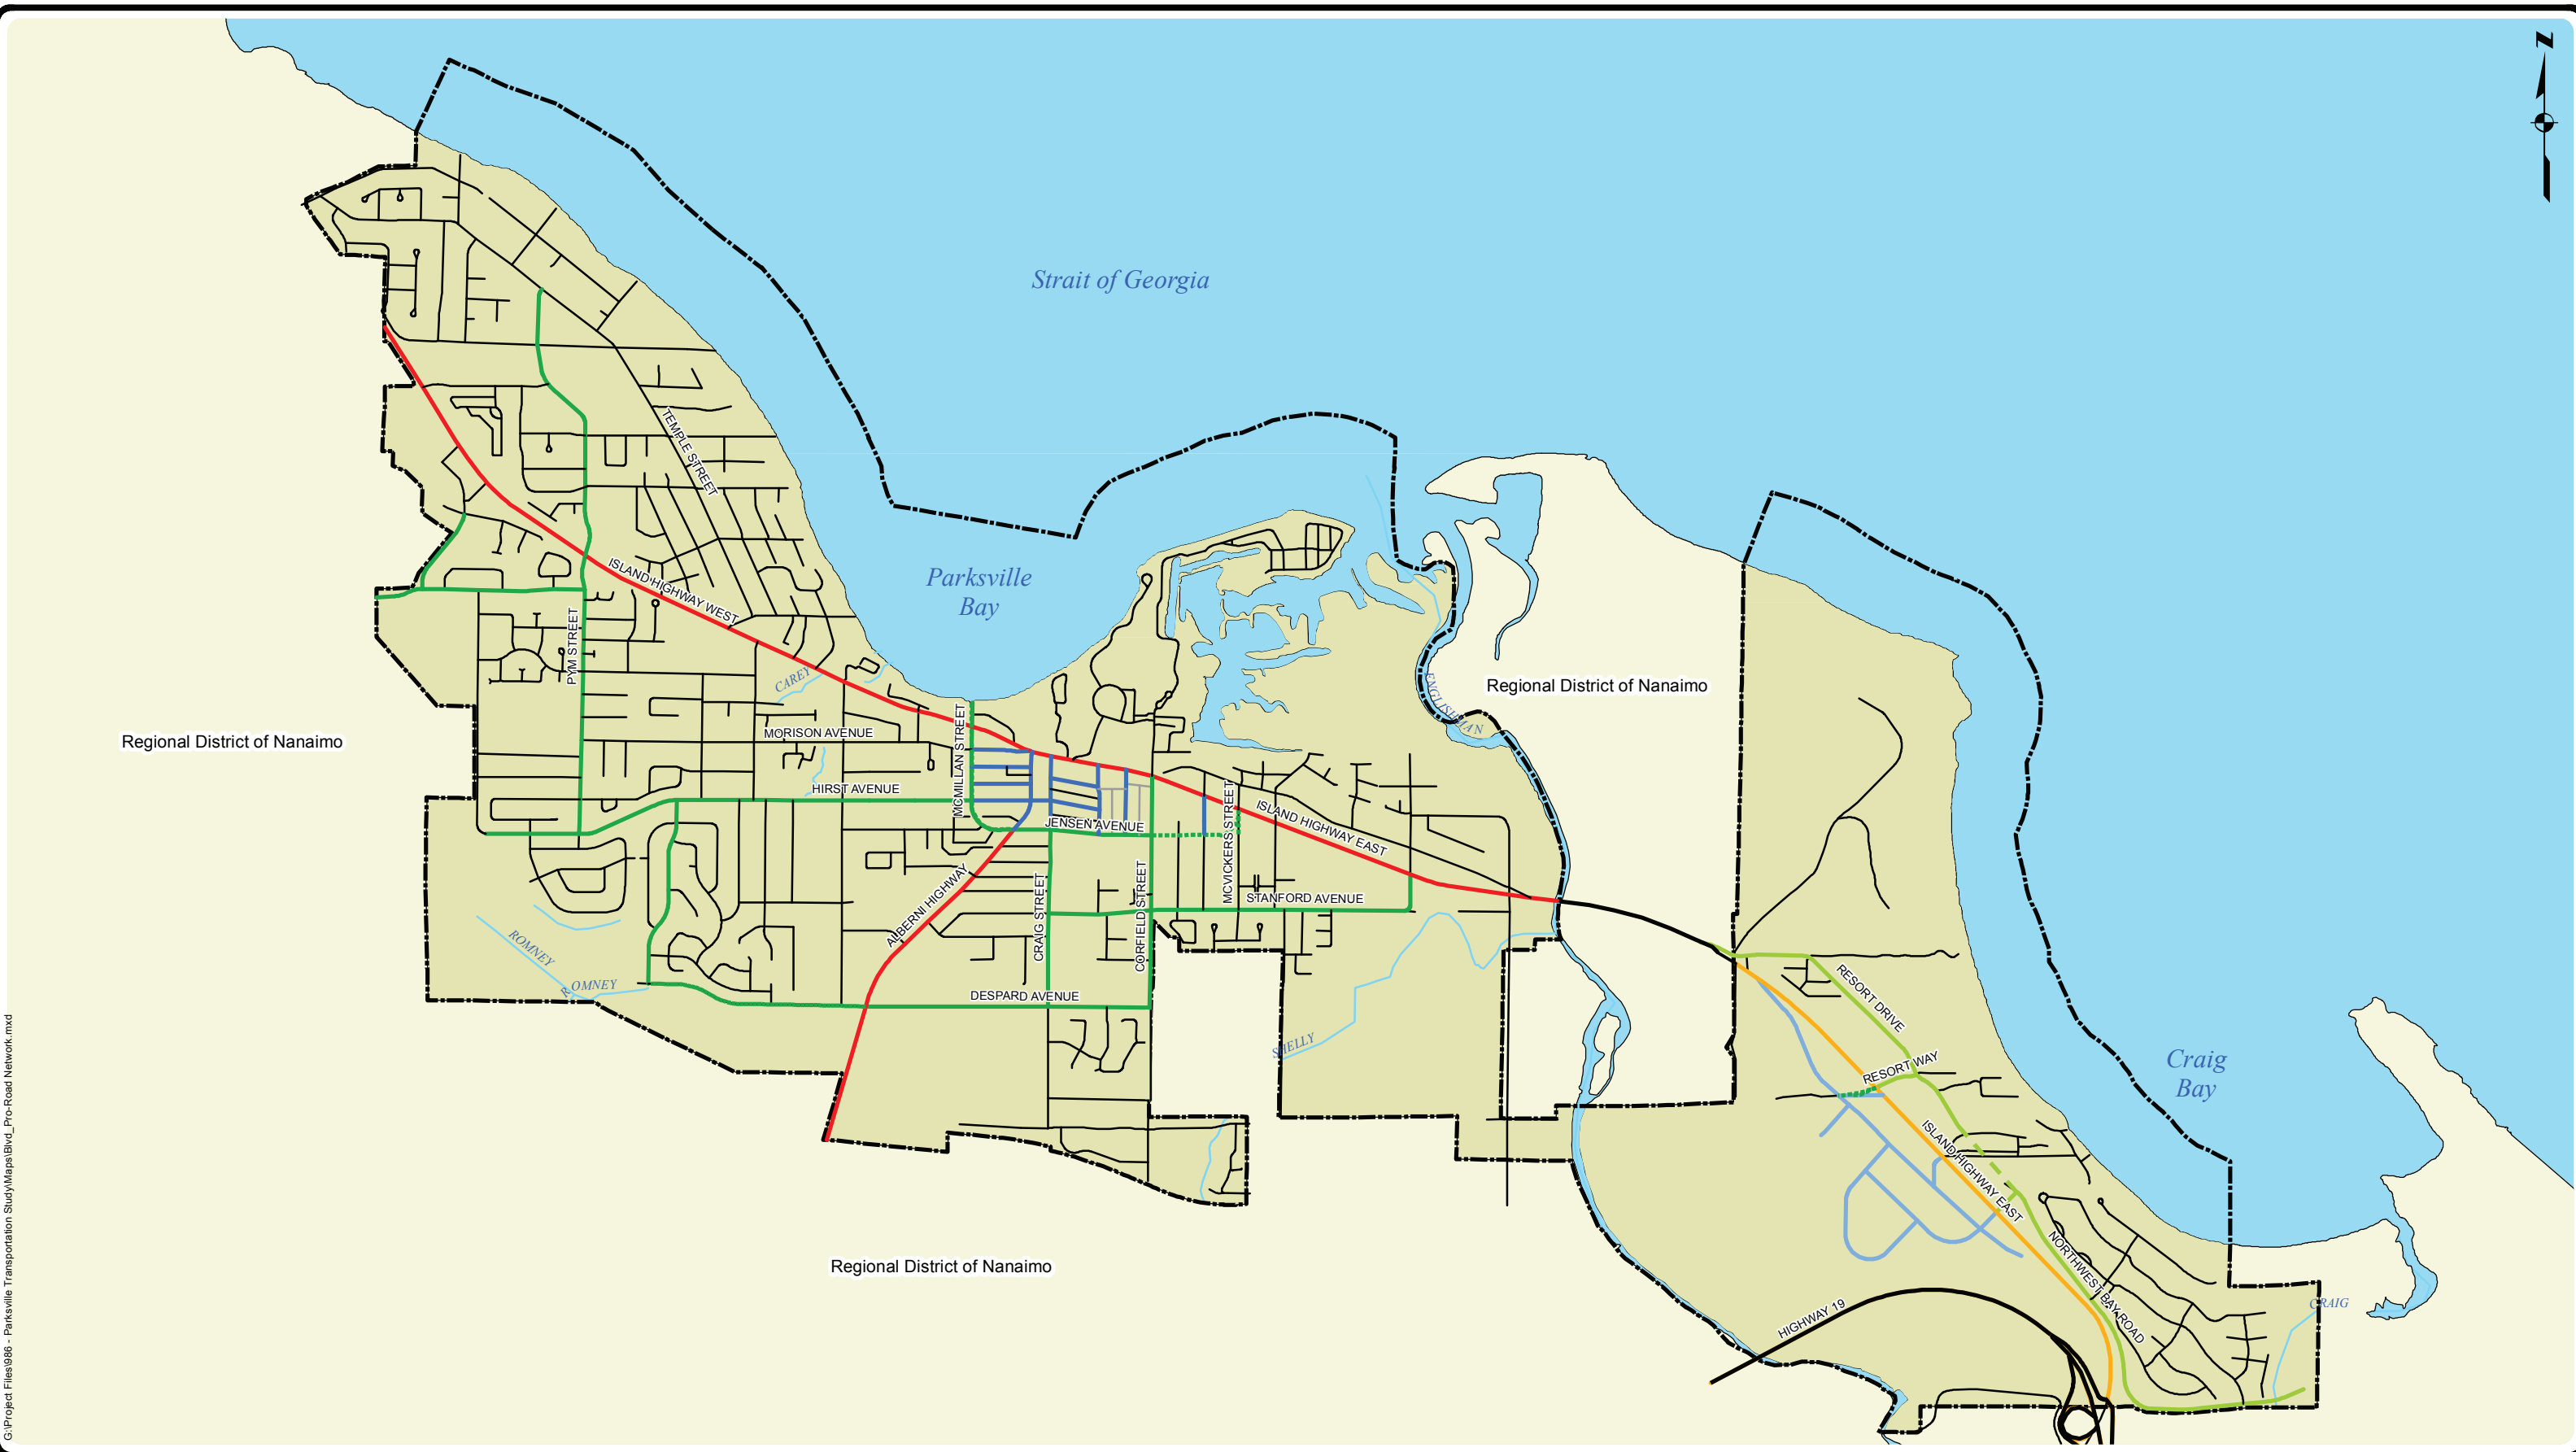 N
Strait of Georgia
TEMPLE STREET
Parksville
Bay
ISLAND HIGHWAY WEST
PYM STREET
CAREY
ENGLISHMAN
Regional District of Nanaimo
Regional District of Nanaimo
MORISON AVENUE
MCMILLAN STREET
HIRST AVENUE
JENSEN AVENUE
MCVICKERS STREET
ISLAND HIGHWAY EAST
ALBERNI HIGHWAY
CRAIG STREET
CORFIELD STREET
STANFORD AVENUE
ROMNEY
ROMNEY
DESPARD AVENUE
SHELLY
RESORT DRIVE
RESORT WAY
Craig
Bay
ISLAND HIGHWAY EAST
NORTHWEST BAY ROAD
Regional District of Nanaimo
HIGHWAY 19
CRAIG
G:\Project Files\986 - Parksville Transportation Study\Maps\Blvd_Pro-Road Network.mxd